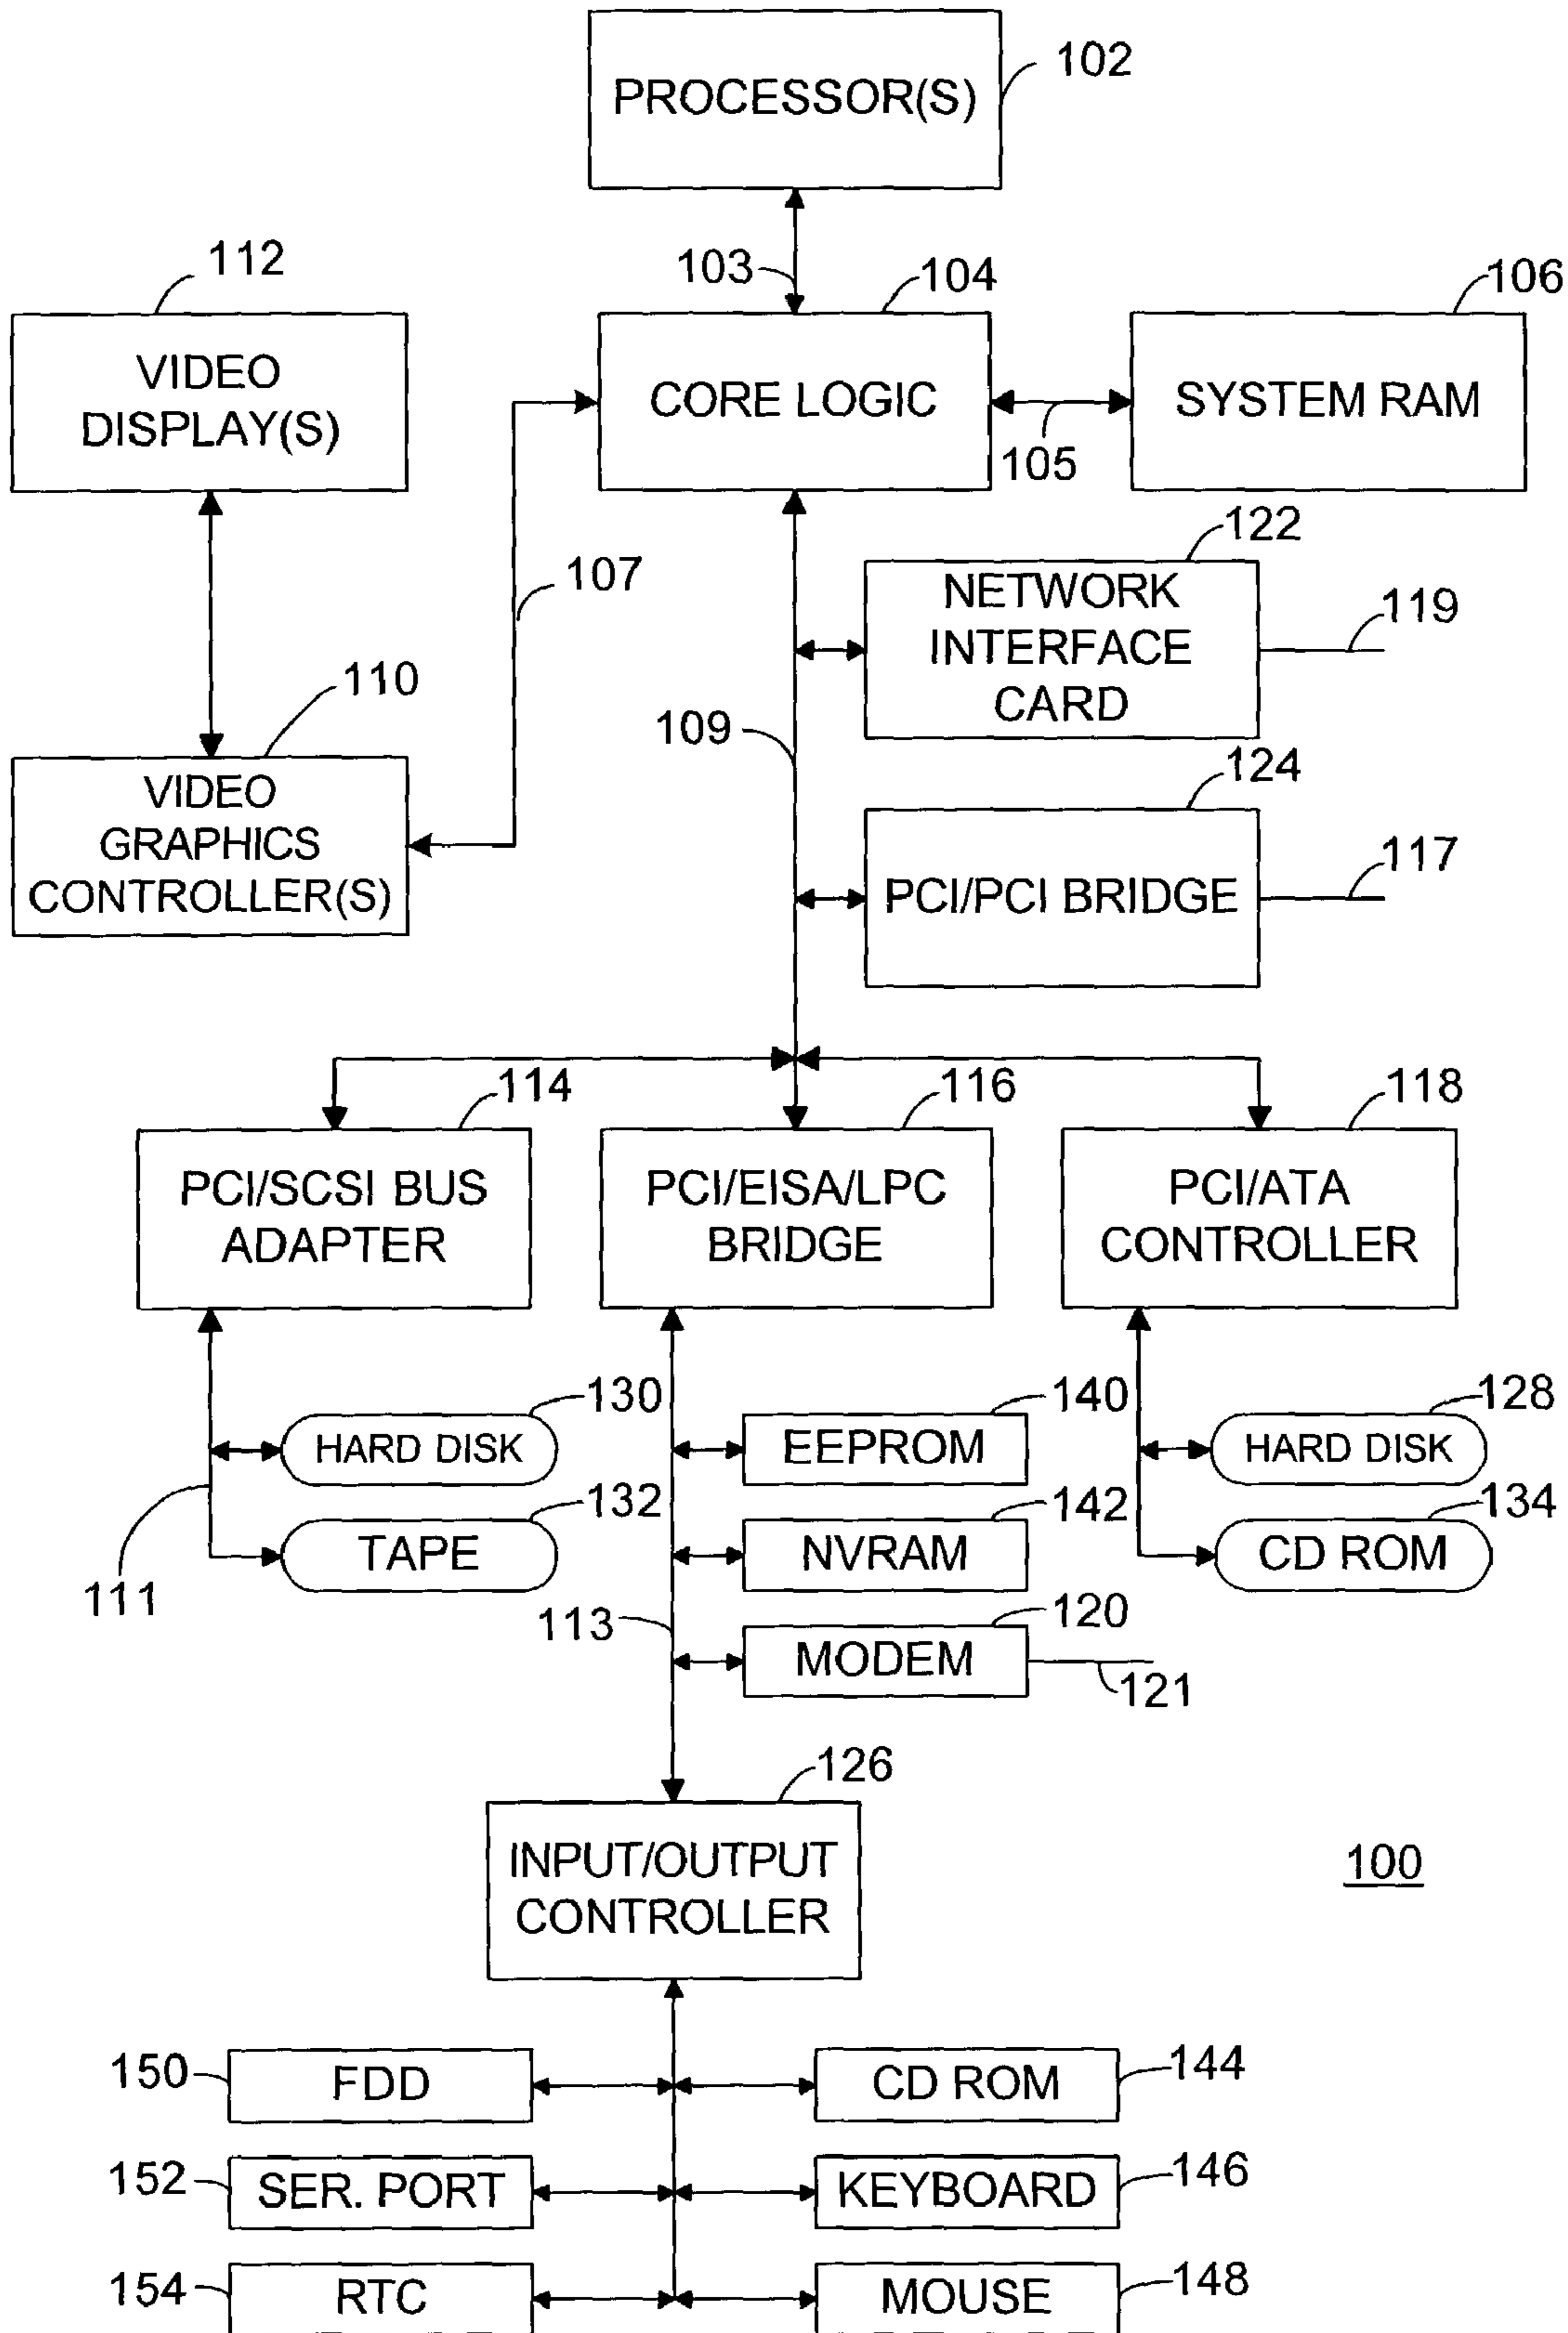 PROCESSOR(S)
102
103
104
106
112
VIDEO
DISPLAY(S)
CORE LOGIC
SYSTEM RAM
105
107
122
NETWORK
INTERFACE
CARD
119
110
109
VIDEO
GRAPHICS
CONTROLLER(S)
124
PCI/PCI BRIDGE
117
114
116
118
PCI/SCSI BUS
ADAPTER
PCI/EISA/LPC
BRIDGE
PCI/ATA
CONTROLLER
130
HARD DISK
140
EEPROM
128
HARD DISK
132
TAPE
111
142
NVRAM
134
CD ROM
113
120
MODEM
121
126
INPUT/OUTPUT
CONTROLLER
100
150
FDD
CD ROM
144
152
SER. PORT
KEYBOARD
146
154
RTC
MOUSE
148